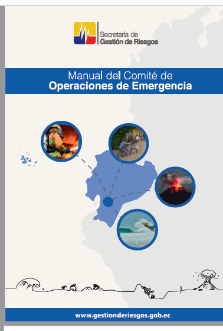 Secretaría de
Gestión de Riesgos
Manual del Comité de
Operaciones de Emergencia
www.gestionderiesgos.gob.ec